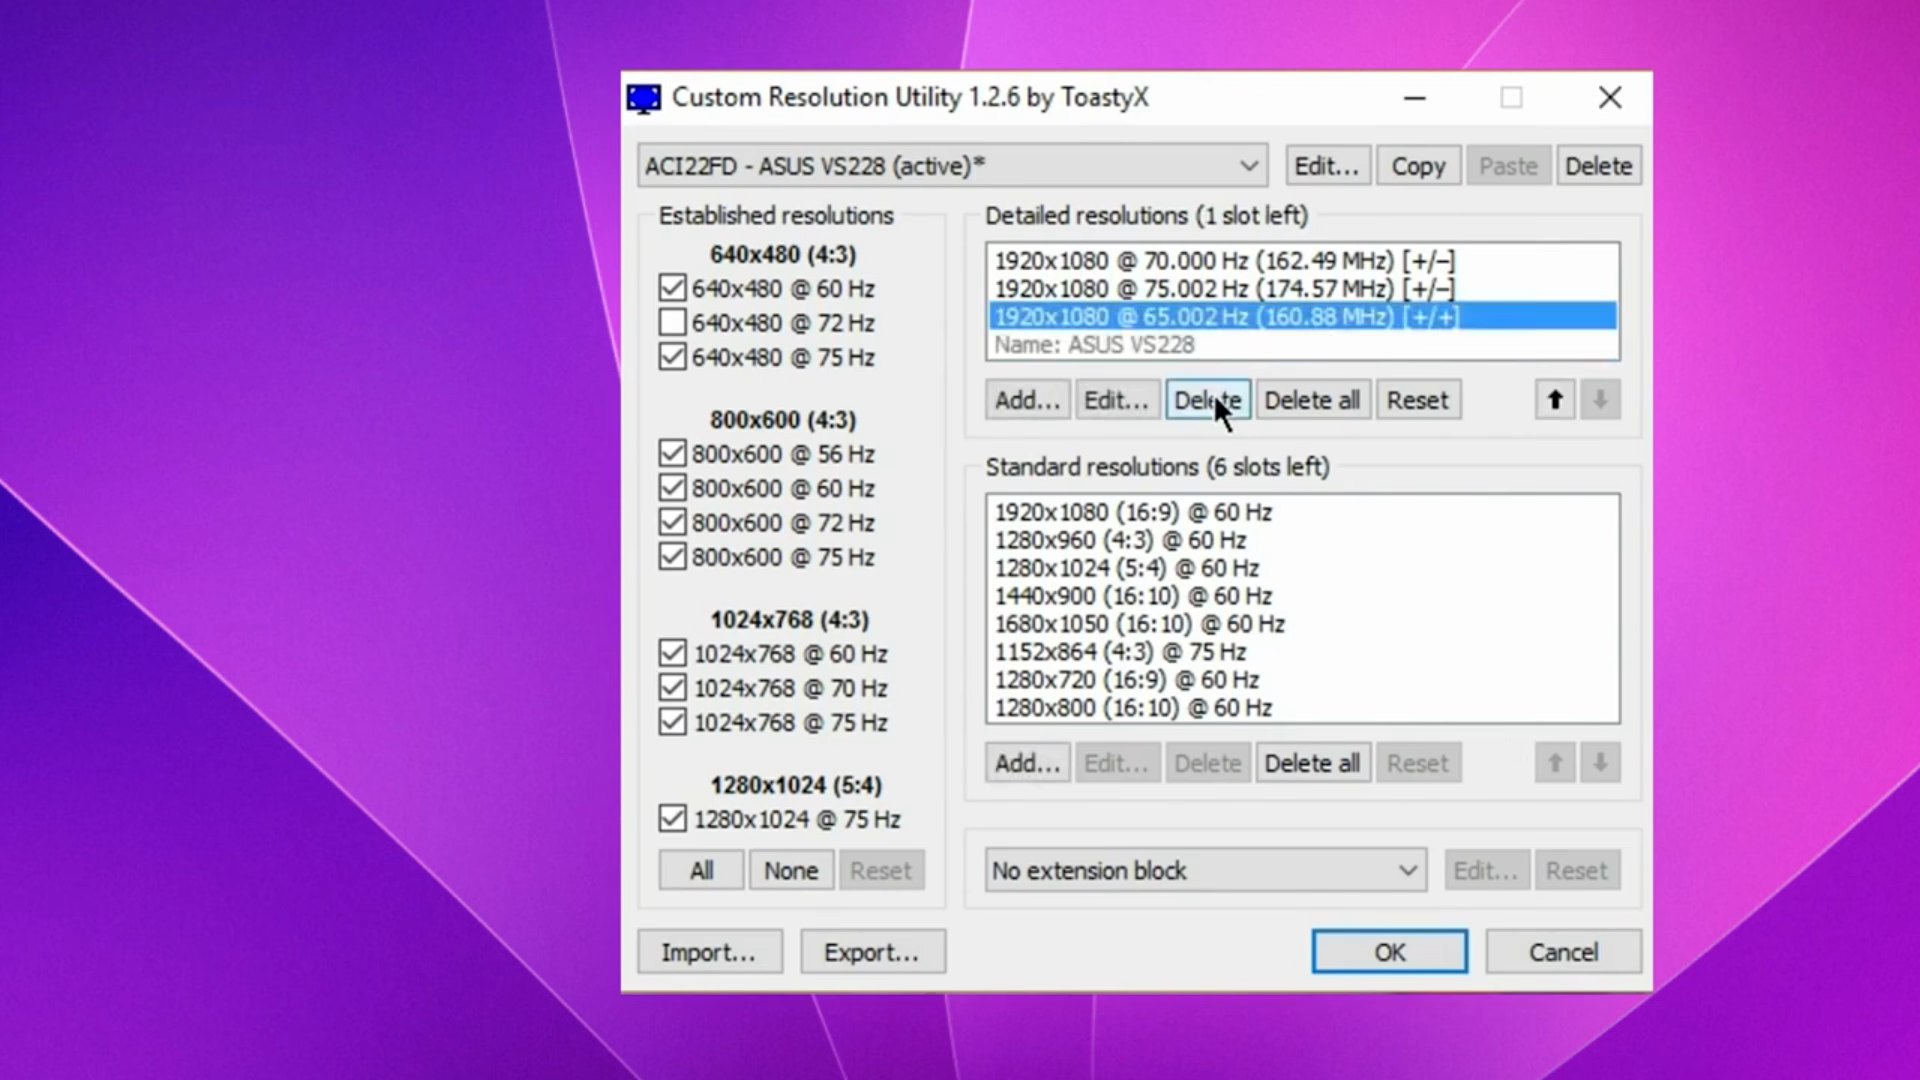 Custom Resolution Utility 1.2.6 by ToastyX
ACI22FD - ASUS VS228 (active)*
Edit...
Copy
Paste
Delete
Established resolutions
640x480 (4:3)
640x480 @ 60 Hz
640x480 @ 72 Hz
640x480 @ 75 Hz
800x600 (4:3)
800x600 @ 56 Hz
800x600 @ 60 Hz
800x600 @ 72 Hz
800x600 @ 75 Hz
1024x768 (4:3)
1024x768 @ 60 Hz
1024x768 @ 70 Hz
1024x768 @ 75 Hz
1280x1024 (5:4)
1280x1024 @ 75 Hz
All
None
Reset
Detailed resolutions (1 slot left)
1920x1080 @ 70.000 Hz (162.49 MHz) [+/−]
1920x1080 @ 75.002 Hz (174.57 MHz) [+/−]
1920x1080 @ 65.002 Hz (160.88 MHz) [+/+]
Name: ASUS VS228
Add...
Edit...
Delete
Delete all
Reset
Standard resolutions (6 slots left)
1920x1080 (16:9) @ 60 Hz
1280x960 (4:3) @ 60 Hz
1280x1024 (5:4) @ 60 Hz
1440x900 (16:10) @ 60 Hz
1680x1050 (16:10) @ 60 Hz
1152x864 (4:3) @ 75 Hz
1280x720 (16:9) @ 60 Hz
1280x800 (16:10) @ 60 Hz
Add...
Edit...
Delete
Delete all
Reset
No extension block
Edit...
Reset
Import...
Export...
OK
Cancel